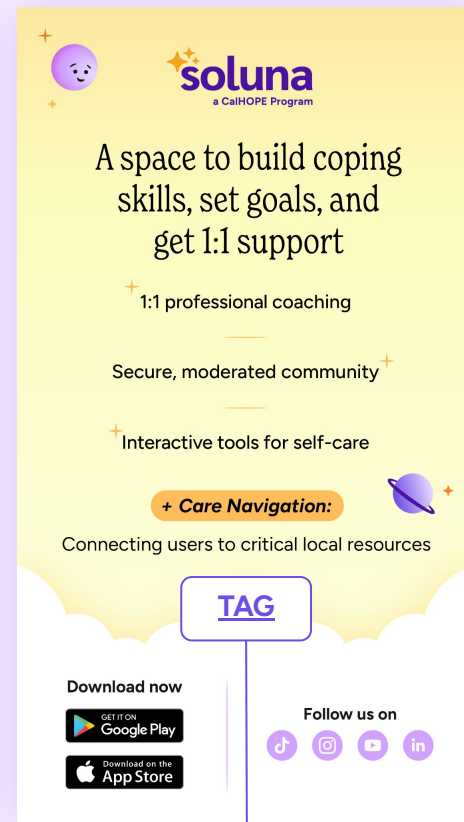 soluna
a CalHOPE Program
A space to build coping
skills, set goals, and
get 1:1 support
1:1 professional coaching
Secure, moderated community
Interactive tools for self-care
+ Care Navigation:
Connecting users to critical local resources
TAG
Download now
GET IT ON
Google Play
Download on the
App Store
Follow us on
in